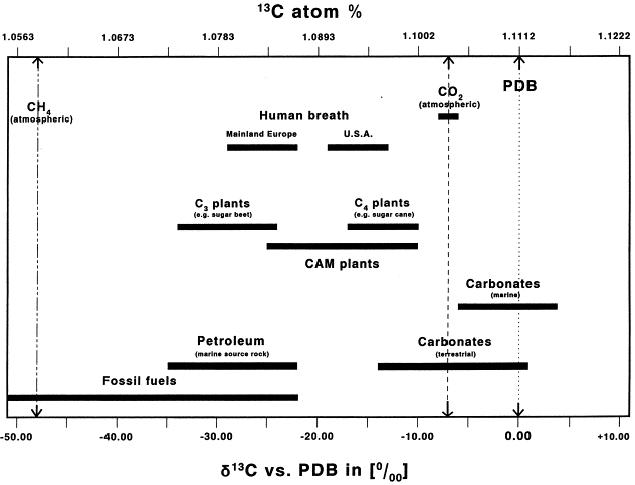 ¹³C atom %
1.0563 1.0673 1.0783 1.0893 1.1002 1.1112 1.1222
PDB
CO₂
(atmospheric)
CH₄
(atmospheric)
Human breath
Mainland Europe U.S.A.
C₃ plants C₄ plants
(e.g. sugar beet) (e.g. sugar cane)
CAM plants
Carbonates
(marine)
Petroleum Carbonates
(marine source rock) (terrestrial)
Fossil fuels
-50.00 -40.00 -30.00 -20.00 -10.00 0.00 +10.00
δ¹³C vs. PDB in [⁰/₀₀]